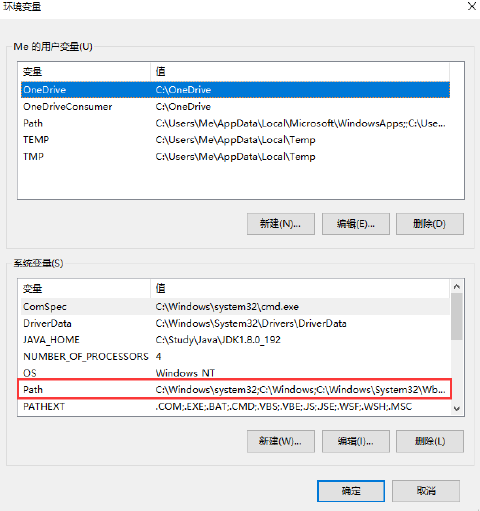 环境变量
Me 的用户变量(U)
变量 值
OneDrive C:\OneDrive
OneDriveConsumer C:\OneDrive
Path C:\Users\Me\AppData\Local\Microsoft\WindowsApps;;C:\Use...
TEMP C:\Users\Me\AppData\Local\Temp
TMP C:\Users\Me\AppData\Local\Temp
新建(N)... 编辑(E)... 删除(D)
系统变量(S)
变量 值
ComSpec C:\Windows\system32\cmd.exe
DriverData C:\Windows\System32\Drivers\DriverData
JAVA_HOME C:\Study\Java\JDK1.8.0_192
NUMBER_OF_PROCESSORS 4
OS Windows_NT
Path C:\Windows\system32;C:\Windows;C:\Windows\System32\Wb...
PATHEXT .COM;.EXE;.BAT;.CMD;.VBS;.VBE;.JS;.JSE;.WSF;.WSH;.MSC
新建(W)... 编辑(I)... 删除(L)
确定 取消